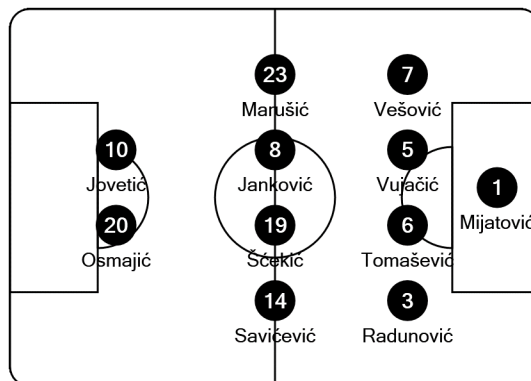 23
Marušić
7
Vešović
10
Jovetić
8
Janković
5
Vujačić
1
Mijatović
20
Osmajić
19
Šćekić
6
Tomašević
14
Savićević
3
Radunović